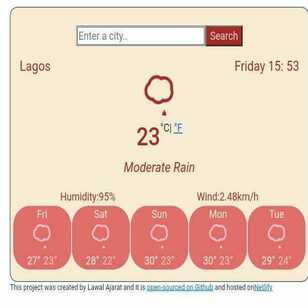 Enter a city.. Search
Lagos Friday 15: 53
23 °C| °F
Moderate Rain
Humidity:95% Wind:2.48km/h
Fri Sat Sun Mon Tue
27° 23° 28° 22° 30° 23° 30° 23° 29° 24°
This project was created by Lawal Ajarat and it is open-sourced on Github and hosted onNetlify